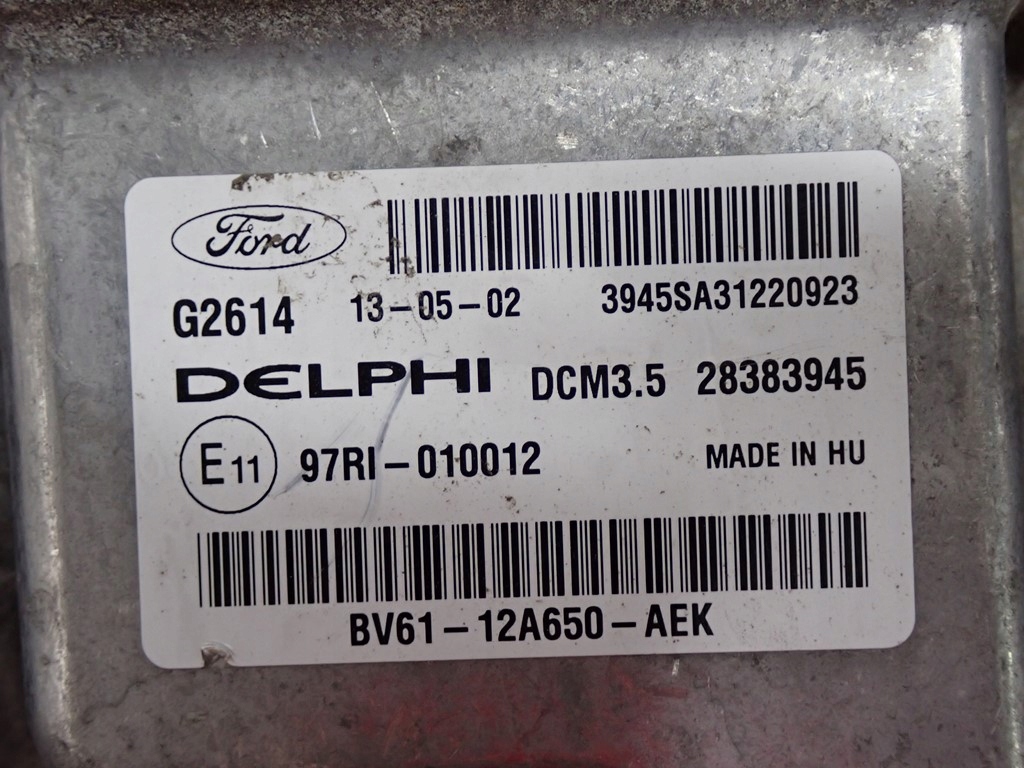 Ford
G2614 13-05-02 3945SA31220923
DELPHI DCM3.5 28383945
E11 97RI-010012 MADE IN HU
BV61-12A650-AEK